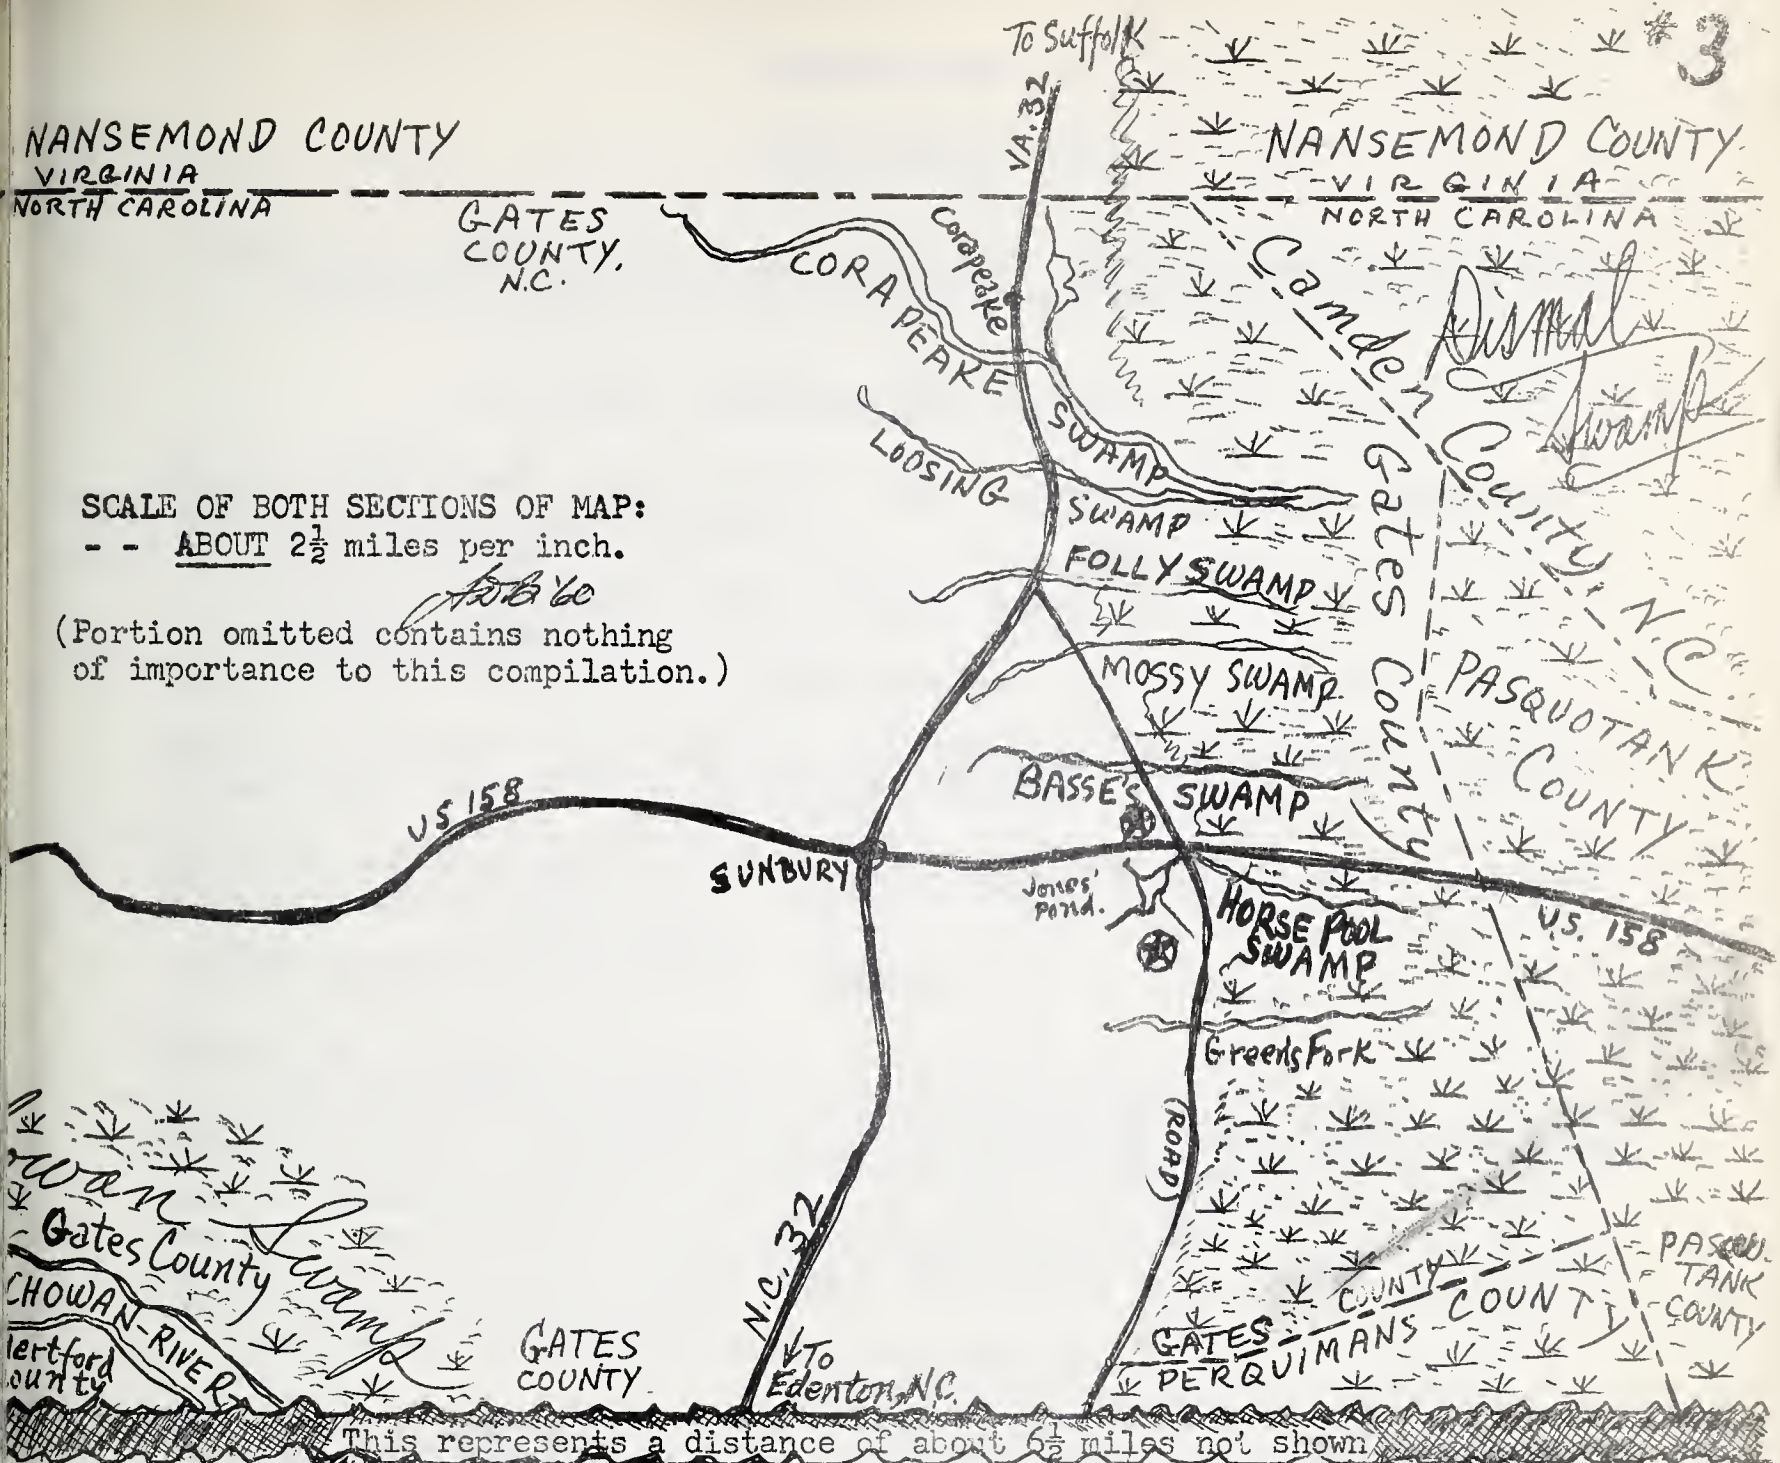 #3
To Suffolk
VA. 32
NANSEMOND COUNTY
VIRGINIA
NORTH CAROLINA
NANSEMOND COUNTY
VIRGINIA
NORTH CAROLINA
GATES
COUNTY,
N.C.
Corapeake
CORAPEAKE SWAMP
Camden County, N.C.
Dismal
Swamp
LOOSING SWAMP
Gates County
SCALE OF BOTH SECTIONS OF MAP:
- - ABOUT 2½ miles per inch.
'60
(Portion omitted contains nothing
of importance to this compilation.)
FOLLY SWAMP
MOSSY SWAMP
PASQUOTANK
COUNTY
BASSE'S SWAMP
US 158
SUNBURY
Jones'
Pond.
HORSE POOL
SWAMP
U.S. 158
Greens Fork
(ROAD)
Swamp
Gates County
CHOWAN-RIVER
N.C. 32
GATES
COUNTY
To
Edenton, N.C.
GATES COUNTY
PERQUIMANS COUNTY
PASQUO-
TANK
COUNTY
This represents a distance of about 6½ miles not shown